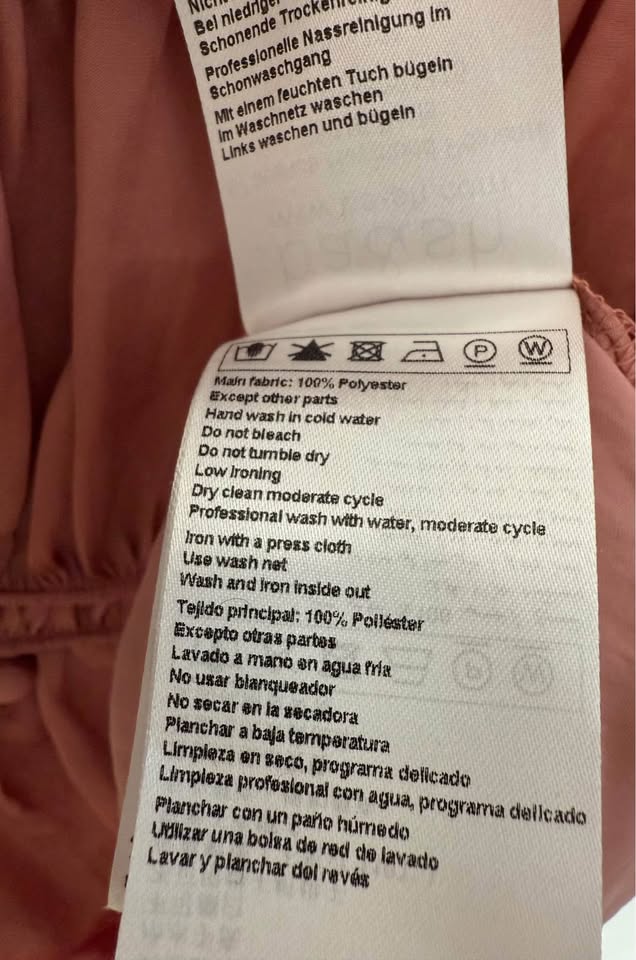 Bei niedriger
Schonende Trockenreinigung
Professionelle Nassreinigung im
Schonwaschgang
Mit einem feuchten Tuch bügeln
Im Waschnetz waschen
Links waschen und bügeln
P
W
Main fabric: 100% Polyester
Except other parts
Hand wash in cold water
Do not bleach
Do not tumble dry
Low ironing
Dry clean moderate cycle
Professional wash with water, moderate cycle
Iron with a press cloth
Use wash net
Wash and iron inside out
Tejido principal: 100% Poliéster
Excepto otras partes
Lavado a mano en agua fría
No usar blanqueador
No secar en la secadora
Planchar a baja temperatura
Limpieza en seco, programa delicado
Limpieza profesional con agua, programa delicado
Planchar con un paño húmedo
Utilizar una bolsa de red de lavado
Lavar y planchar del revés